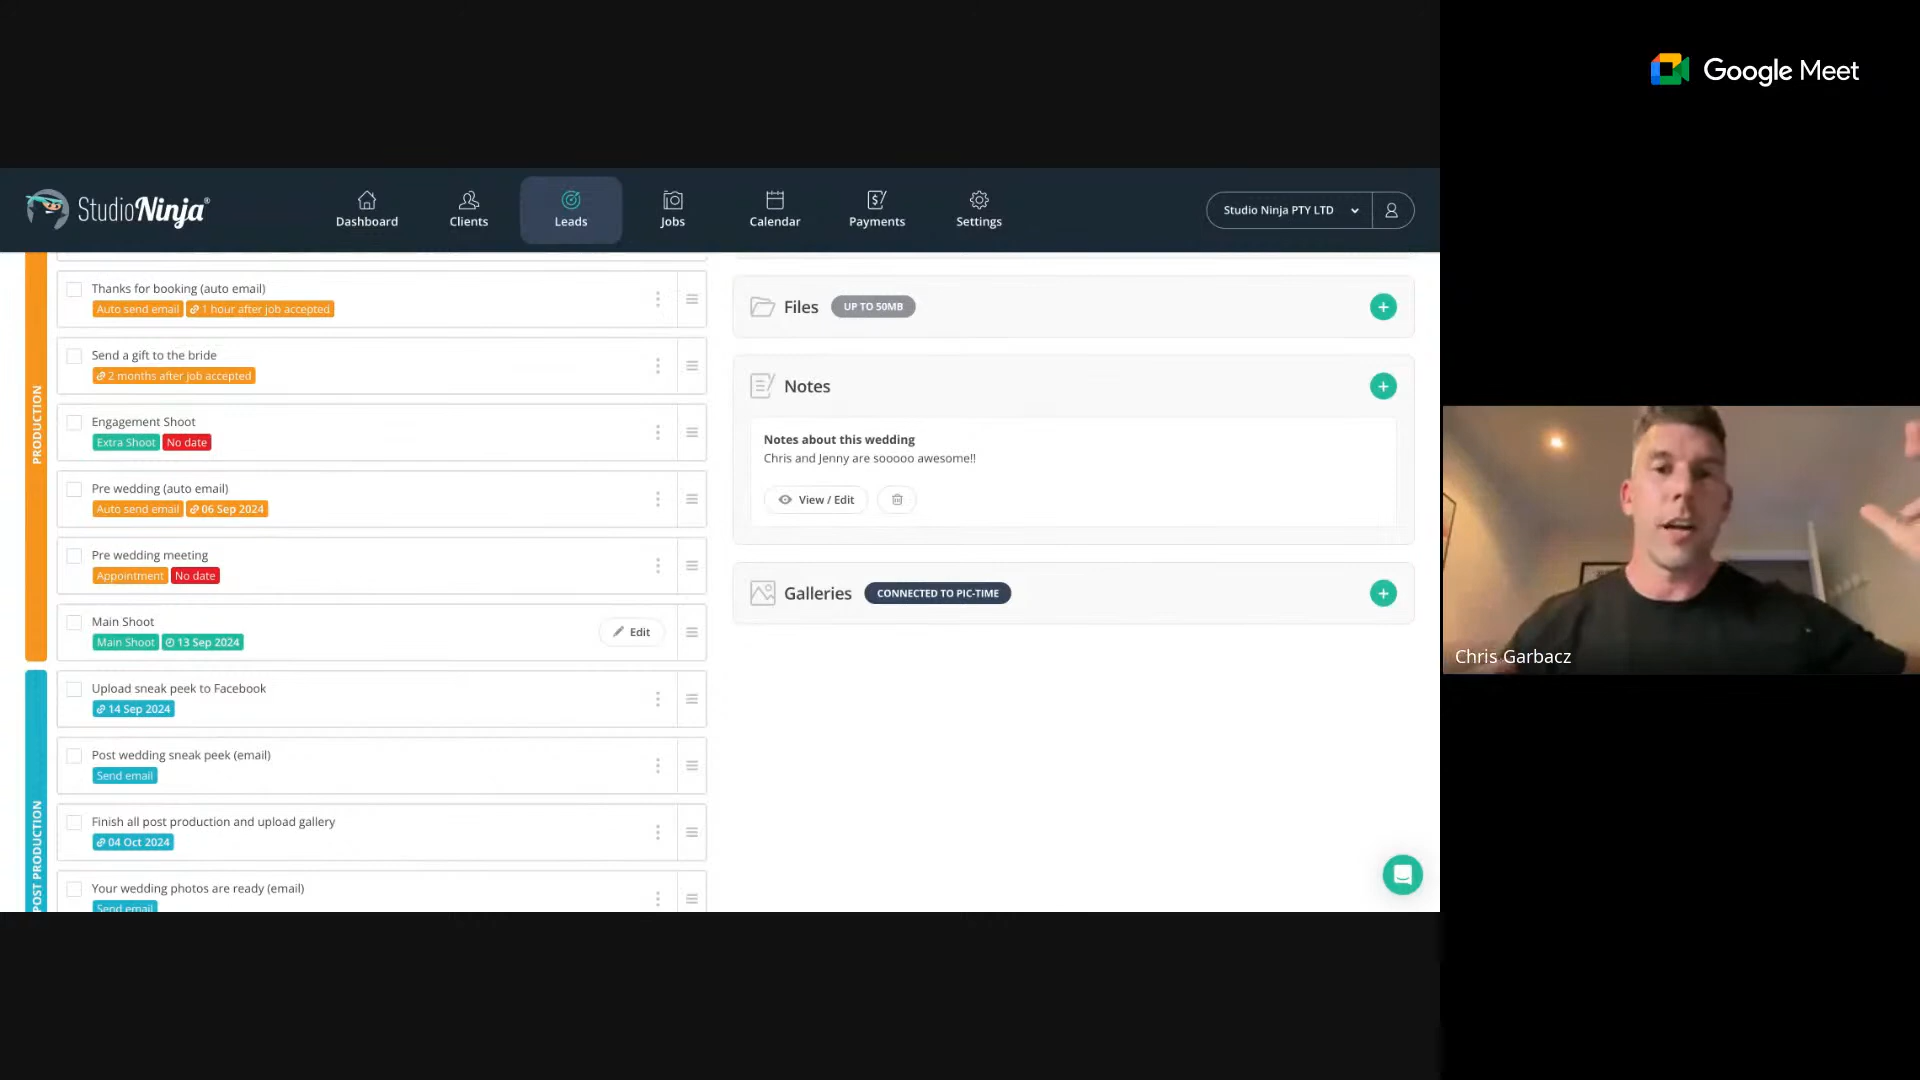 Google Meet
StudioNinja®
Dashboard
Clients
Leads
Jobs
Calendar
Payments
Settings
Studio Ninja PTY LTD
PRODUCTION
Thanks for booking (auto email)
Auto send email 1 hour after job accepted
Send a gift to the bride
2 months after job accepted
Engagement Shoot
Extra Shoot No date
Pre wedding (auto email)
Auto send email 06 Sep 2024
Pre wedding meeting
Appointment No date
Main Shoot
Main Shoot 13 Sep 2024
Edit
POST PRODUCTION
Upload sneak peek to Facebook
14 Sep 2024
Post wedding sneak peek (email)
Send email
Finish all post production and upload gallery
04 Oct 2024
Your wedding photos are ready (email)
Send email
Files UP TO 50MB
Notes
Notes about this wedding
Chris and Jenny are sooooo awesome!!
View / Edit
Galleries CONNECTED TO PIC-TIME
Chris Garbacz